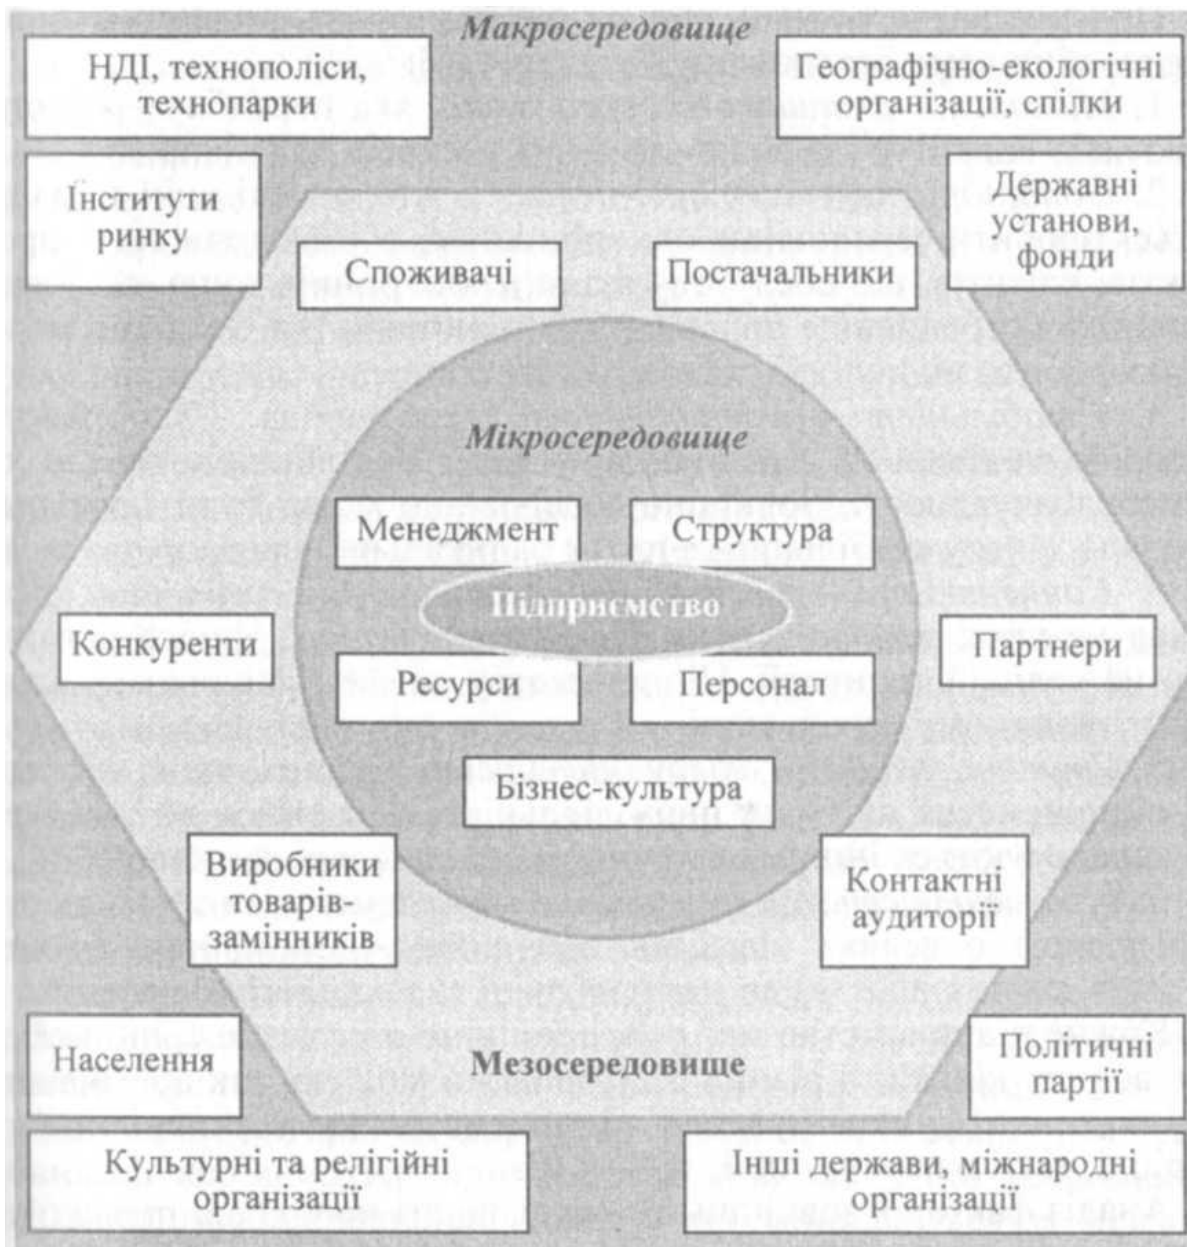 Макросередовище
НДІ, технополіси,
технопарки
Географічно-екологічні
організації, спілки
Інститути
ринку
Державні
установи,
фонди
Споживачі
Постачальники
Мікросередовище
Менеджмент
Структура
Підприємство
Конкуренти
Партнери
Ресурси
Персонал
Бізнес-культура
Виробники
товарів-
замінників
Контактні
аудиторії
Населення
Мезосередовище
Політичні
партії
Культурні та релігійні
організації
Інші держави, міжнародні
організації